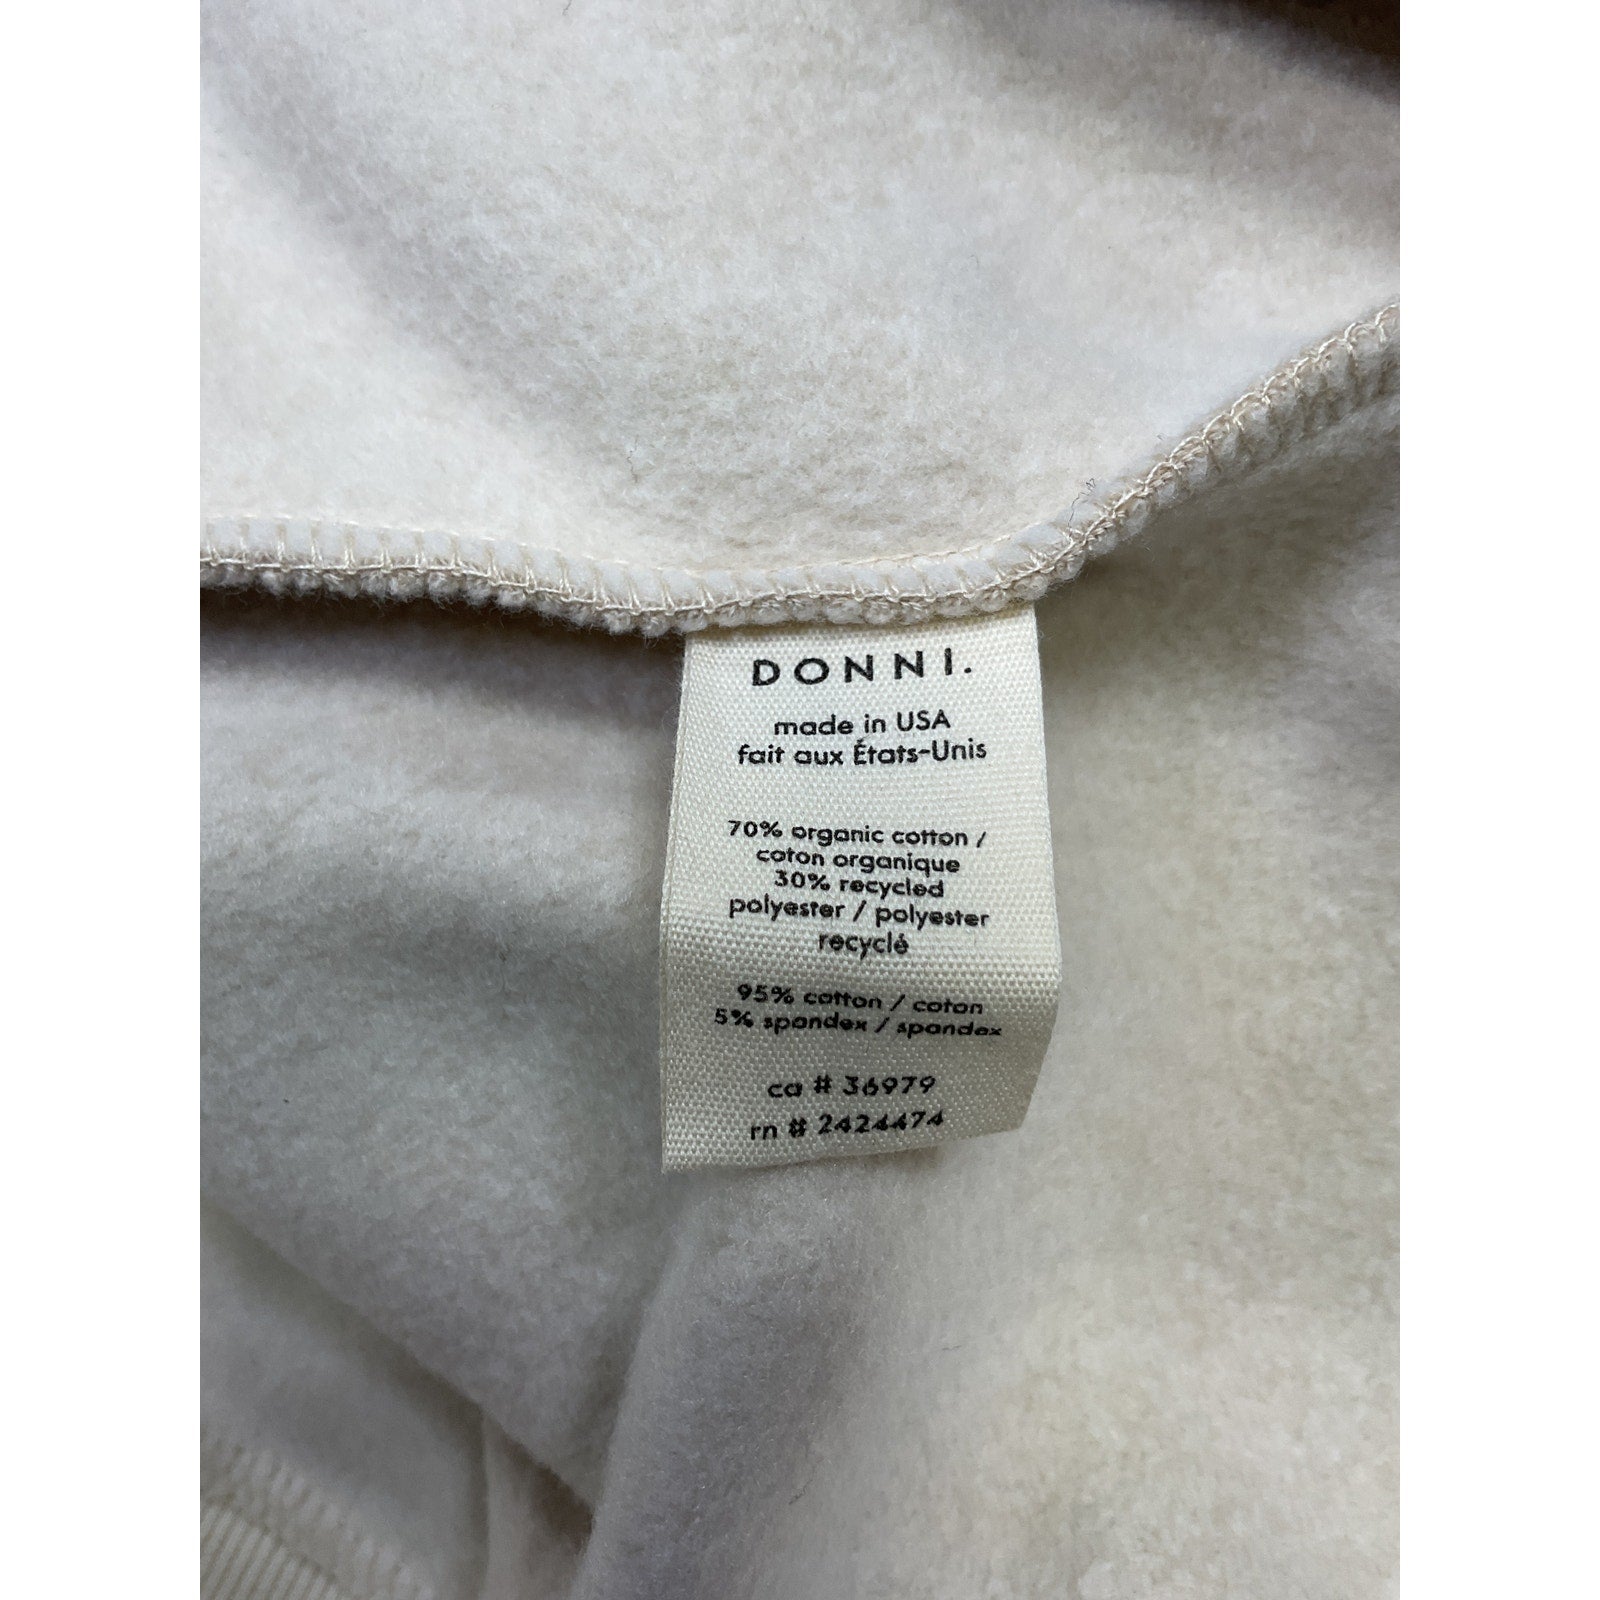 DONNI.
made in USA
fait aux États-Unis
70% organic cotton /
coton organique
30% recycled
polyester / polyester
recyclé
95% cotton / coton
5% spandex / spandex
ca # 36979
rn # 2424474